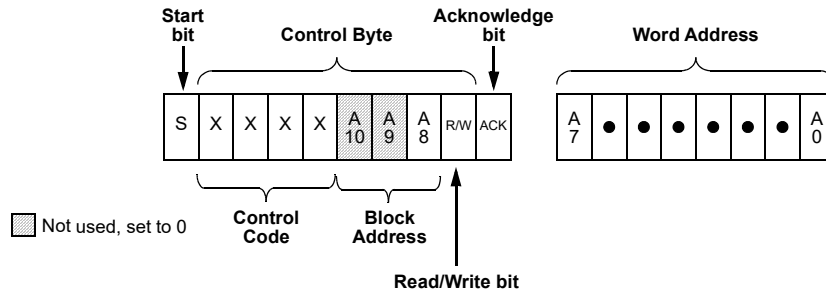 Start
bit
Control Byte
Acknowledge
bit
Word Address
S X X X X A
10 A
9 A
8 R/W ACK
A
7 ● ● ● ● ● ● A
0
Control
Code
Block
Address
Not used, set to 0
Read/Write bit